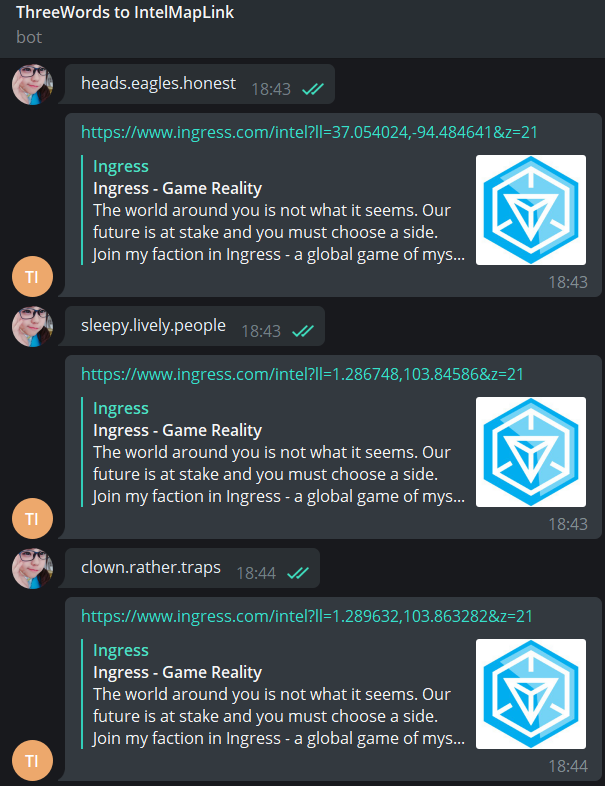 ThreeWords to IntelMapLink
bot
heads.eagles.honest 18:43
https://www.ingress.com/intel?ll=37.054024,-94.484641&z=21
Ingress
Ingress - Game Reality
The world around you is not what it seems. Our
future is at stake and you must choose a side.
Join my faction in Ingress - a global game of mys...
TI
18:43
sleepy.lively.people 18:43
https://www.ingress.com/intel?ll=1.286748,103.84586&z=21
Ingress
Ingress - Game Reality
The world around you is not what it seems. Our
future is at stake and you must choose a side.
Join my faction in Ingress - a global game of mys...
TI
18:43
clown.rather.traps 18:44
https://www.ingress.com/intel?ll=1.289632,103.863282&z=21
Ingress
Ingress - Game Reality
The world around you is not what it seems. Our
future is at stake and you must choose a side.
Join my faction in Ingress - a global game of mys...
TI
18:44